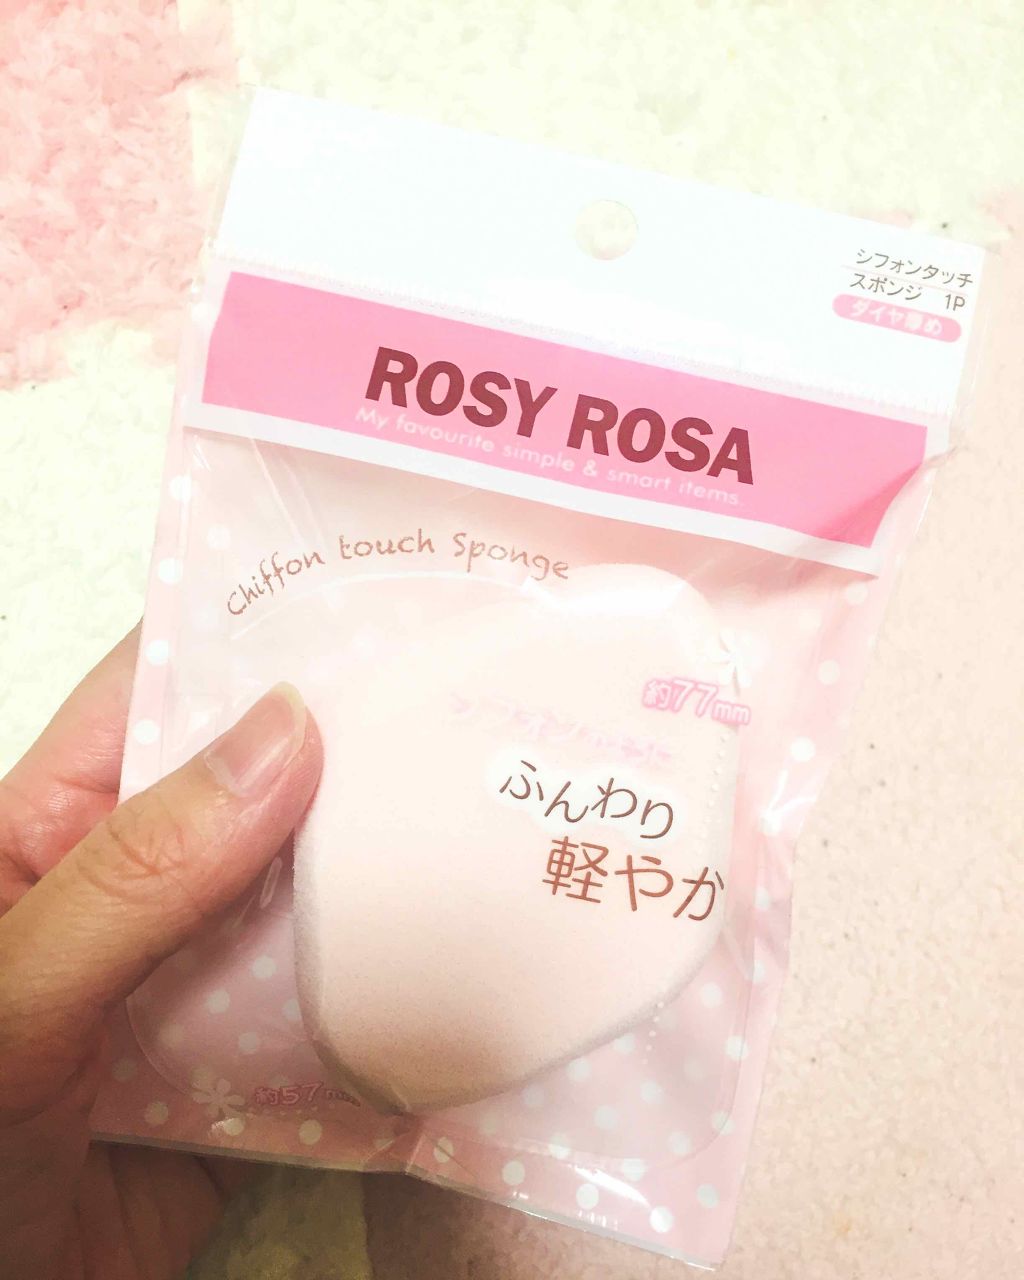 シフォンタッチ
スポンジ 1P
ダイヤ厚め
ROSY ROSA
My favourite simple & smart items.
Chiffon touch Sponge
約77mm
ふんわり
軽やか
約57mm